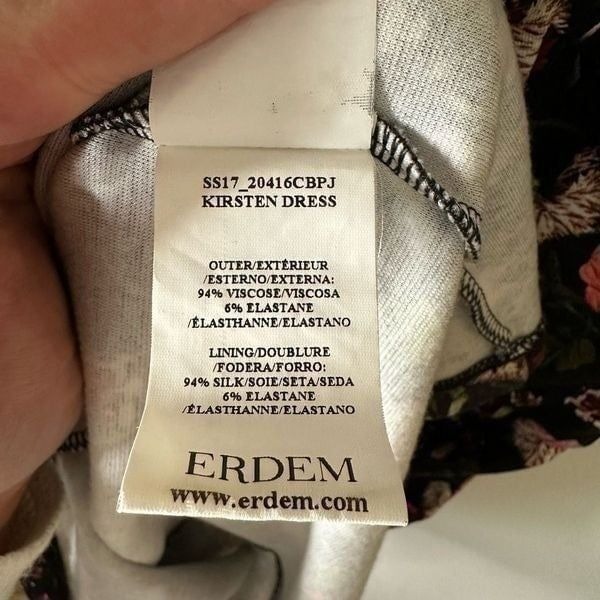 SS17_20416CBPJ
KIRSTEN DRESS
OUTER/EXTÉRIEUR
/ESTERNO/EXTERNA:
94% VISCOSE/VISCOSA
6% ELASTANE
/ÉLASTHANNE/ELASTANO
LINING/DOUBLURE
/FODERA/FORRO:
94% SILK/SOIE/SETA/SEDA
6% ELASTANE
/ÉLASTHANNE/ELASTANO
ERDEM
www.erdem.com